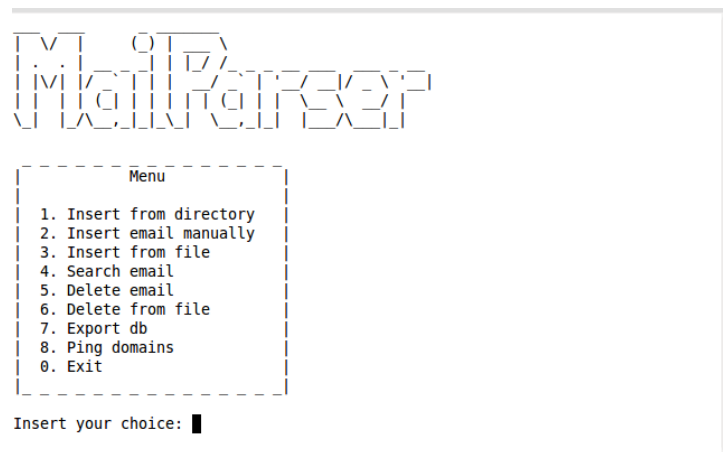 MailParser
Menu
1. Insert from directory
2. Insert email manually
3. Insert from file
4. Search email
5. Delete email
6. Delete from file
7. Export db
8. Ping domains
0. Exit
Insert your choice: